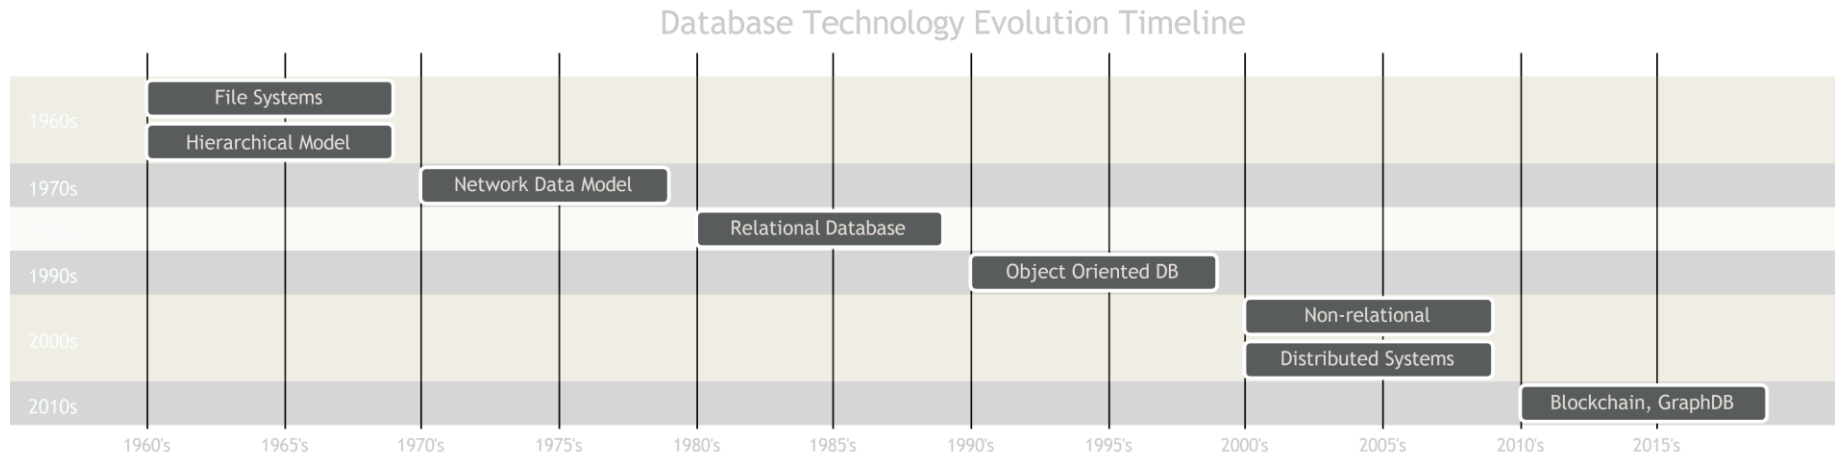 Database Technology Evolution Timeline
File Systems
1960s
Hierarchical Model
1970s
Network Data Model
Relational Database
1990s
Object Oriented DB
Non-relational
2000s
Distributed Systems
2010s
Blockchain, GraphDB
1960's 1965's 1970's 1975's 1980's 1985's 1990's 1995's 2000's 2005's 2010's 2015's